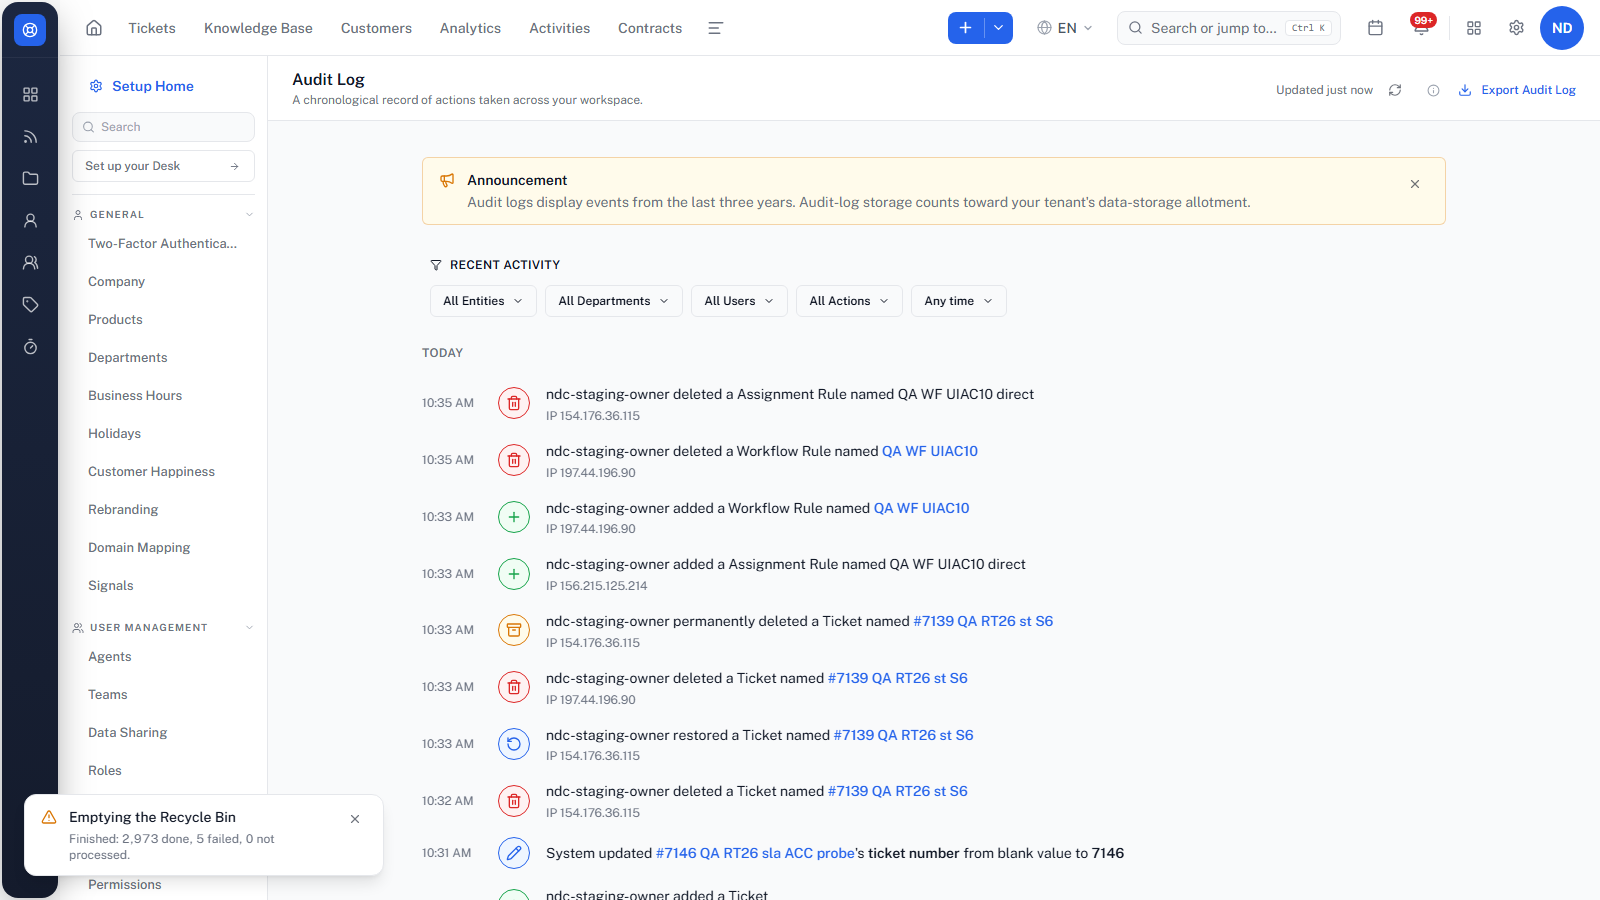 Tickets
Knowledge Base
Customers
Analytics
Activities
Contracts
EN
Search or jump to...
Ctrl K
99+
ND
Setup Home
Search
Set up your Desk
GENERAL
Two-Factor Authentica...
Company
Products
Departments
Business Hours
Holidays
Customer Happiness
Rebranding
Domain Mapping
Signals
USER MANAGEMENT
Agents
Teams
Data Sharing
Roles
Permissions
Emptying the Recycle Bin
Finished: 2,973 done, 5 failed, 0 not
processed.
Audit Log
A chronological record of actions taken across your workspace.
Updated just now
Export Audit Log
Announcement
Audit logs display events from the last three years. Audit-log storage counts toward your tenant's data-storage allotment.
RECENT ACTIVITY
All Entities
All Departments
All Users
All Actions
Any time
TODAY
10:35 AM
ndc-staging-owner deleted a Assignment Rule named QA WF UIAC10 direct
IP 154.176.36.115
10:35 AM
ndc-staging-owner deleted a Workflow Rule named QA WF UIAC10
IP 197.44.196.90
10:33 AM
ndc-staging-owner added a Workflow Rule named QA WF UIAC10
IP 197.44.196.90
10:33 AM
ndc-staging-owner added a Assignment Rule named QA WF UIAC10 direct
IP 156.215.125.214
10:33 AM
ndc-staging-owner permanently deleted a Ticket named #7139 QA RT26 st S6
IP 154.176.36.115
10:33 AM
ndc-staging-owner deleted a Ticket named #7139 QA RT26 st S6
IP 197.44.196.90
10:33 AM
ndc-staging-owner restored a Ticket named #7139 QA RT26 st S6
IP 154.176.36.115
10:32 AM
ndc-staging-owner deleted a Ticket named #7139 QA RT26 st S6
IP 154.176.36.115
10:31 AM
System updated #7146 QA RT26 sla ACC probe's ticket number from blank value to 7146
ndc-staging-owner added a Ticket